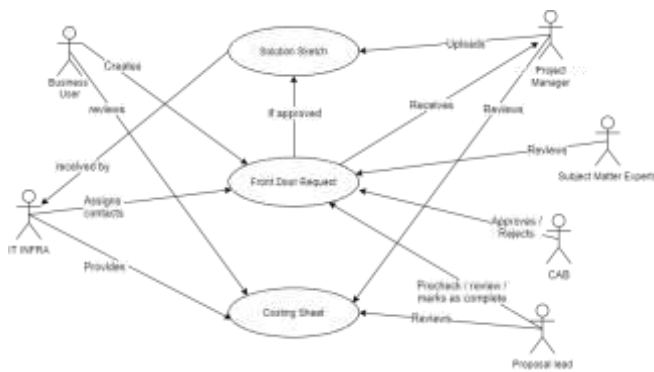 Solution Sketch
Uploads
Business
User
Creates
Project
Manager
reviews
If approved
Receives
Reviews
received by
Reviews
Front Door Request
Subject Matter Experts
Assigns
contacts
IT INFRA
Approves /
Rejects
CAB
Provides
Precheck / review /
marks as complete
Costing Sheet
Reviews
Proposal lead